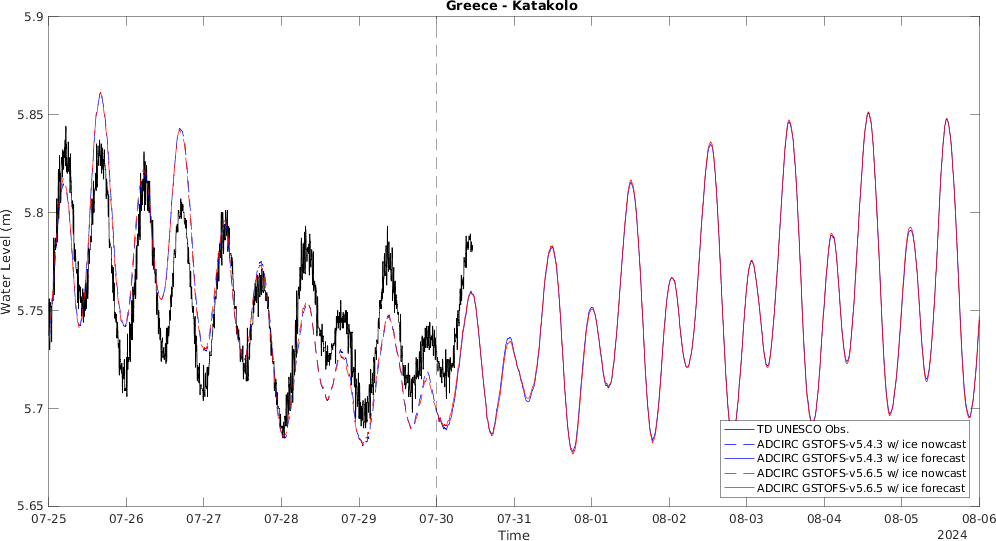 Greece - Katakolo
Water Level (m)
5.9
5.85
5.8
5.75
5.7
5.65
TD UNESCO Obs.
ADCIRC GSTOFS-v5.4.3 w/ ice nowcast
ADCIRC GSTOFS-v5.4.3 w/ ice forecast
ADCIRC GSTOFS-v5.6.5 w/ ice nowcast
ADCIRC GSTOFS-v5.6.5 w/ ice forecast
07-25 07-26 07-27 07-28 07-29 07-30 07-31 08-01 08-02 08-03 08-04 08-05 08-06
Time
2024